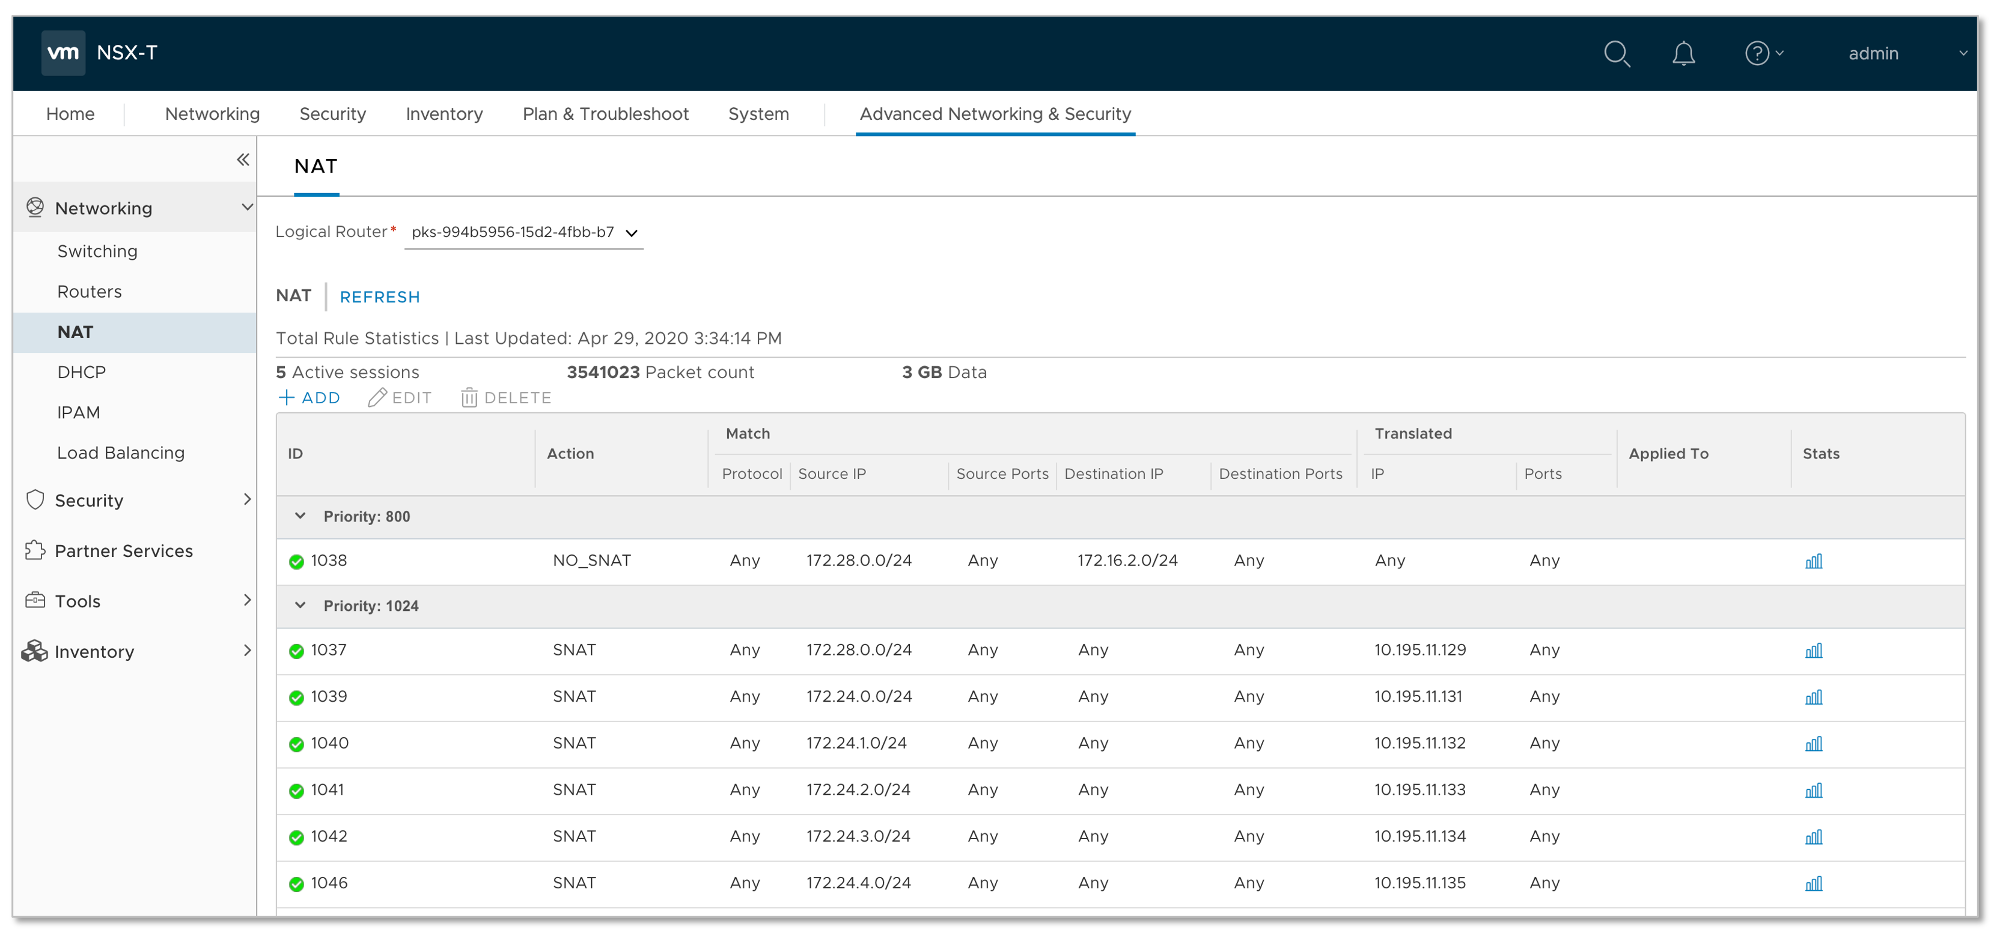 vm NSX-T admin
Home Networking Security Inventory Plan & Troubleshoot System Advanced Networking & Security
Networking
Switching
Routers
NAT
DHCP
IPAM
Load Balancing
Security
Partner Services
Tools
Inventory
NAT
Logical Router* pks-994b5956-15d2-4fbb-b7
NAT REFRESH
Total Rule Statistics | Last Updated: Apr 29, 2020 3:34:14 PM
5 Active sessions 3541023 Packet count 3 GB Data
+ ADD EDIT DELETE
ID Action Match Translated Applied To Stats
Protocol Source IP Source Ports Destination IP Destination Ports IP Ports
Priority: 800
1038 NO_SNAT Any 172.28.0.0/24 Any 172.16.2.0/24 Any Any Any
Priority: 1024
1037 SNAT Any 172.28.0.0/24 Any Any Any 10.195.11.129 Any
1039 SNAT Any 172.24.0.0/24 Any Any Any 10.195.11.131 Any
1040 SNAT Any 172.24.1.0/24 Any Any Any 10.195.11.132 Any
1041 SNAT Any 172.24.2.0/24 Any Any Any 10.195.11.133 Any
1042 SNAT Any 172.24.3.0/24 Any Any Any 10.195.11.134 Any
1046 SNAT Any 172.24.4.0/24 Any Any Any 10.195.11.135 Any